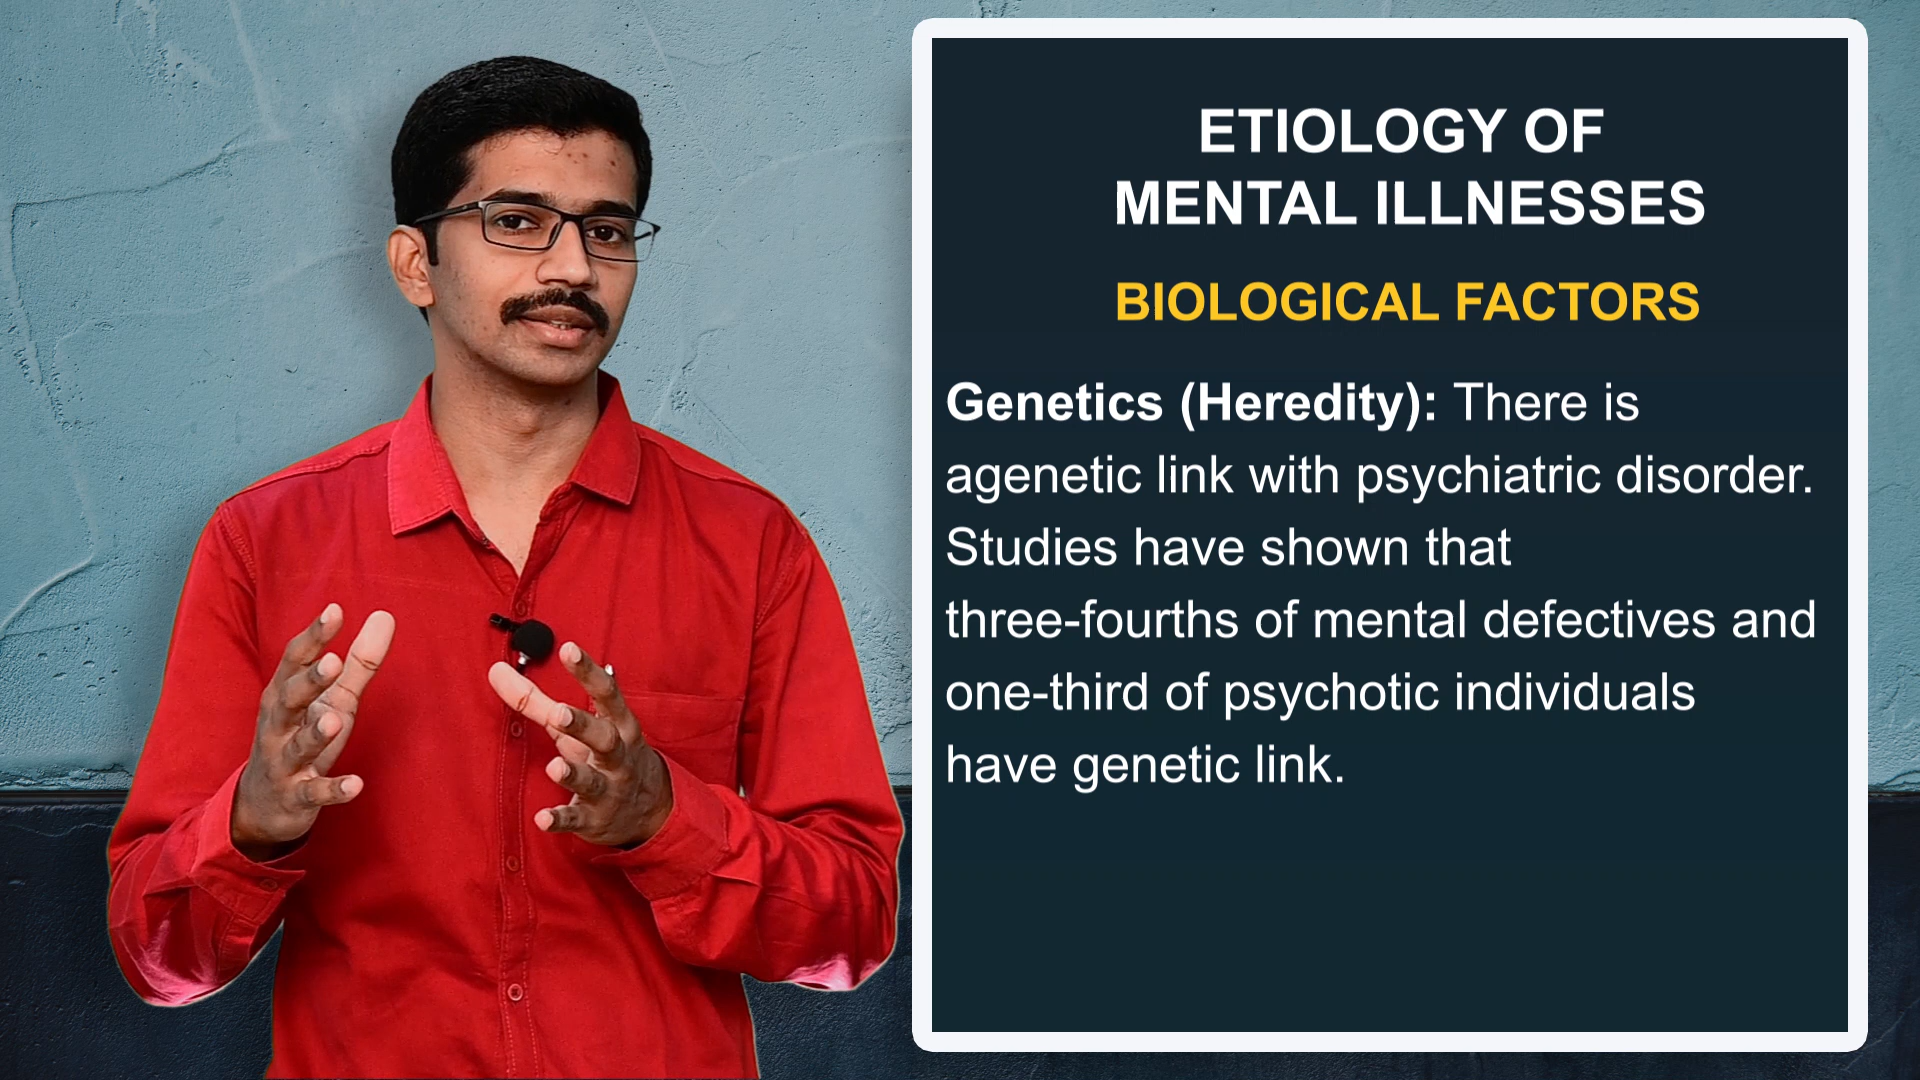 ETIOLOGY OF
MENTAL ILLNESSES
BIOLOGICAL FACTORS
Genetics (Heredity): There is
agenetic link with psychiatric disorder.
Studies have shown that
three-fourths of mental defectives and
one-third of psychotic individuals
have genetic link.